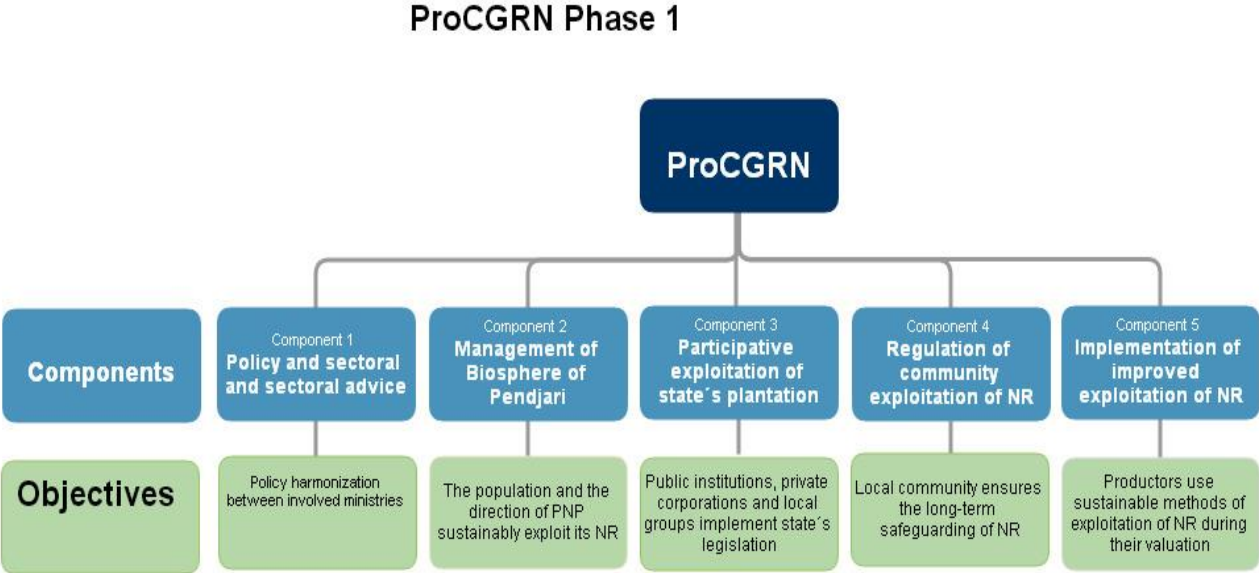 ProCGRN Phase 1
ProCGRN
Components
Component 1
Policy and sectoral
and sectoral advice
Component 2
Management of
Biosphere of
Pendjari
Component 3
Participative
exploitation of
state´s plantation
Component 4
Regulation of
community
exploitation of NR
Component 5
Implementation of
improved
exploitation of NR
Objectives
Policy harmonization
between involved ministries
The population and the
direction of PNP
sustainably exploit its NR
Public institutions, private
corporations and local
groups implement state´s
legislation
Local community ensures
the long-term
safeguarding of NR
Productors use
sustainable methods of
exploitation of NR during
their valuation